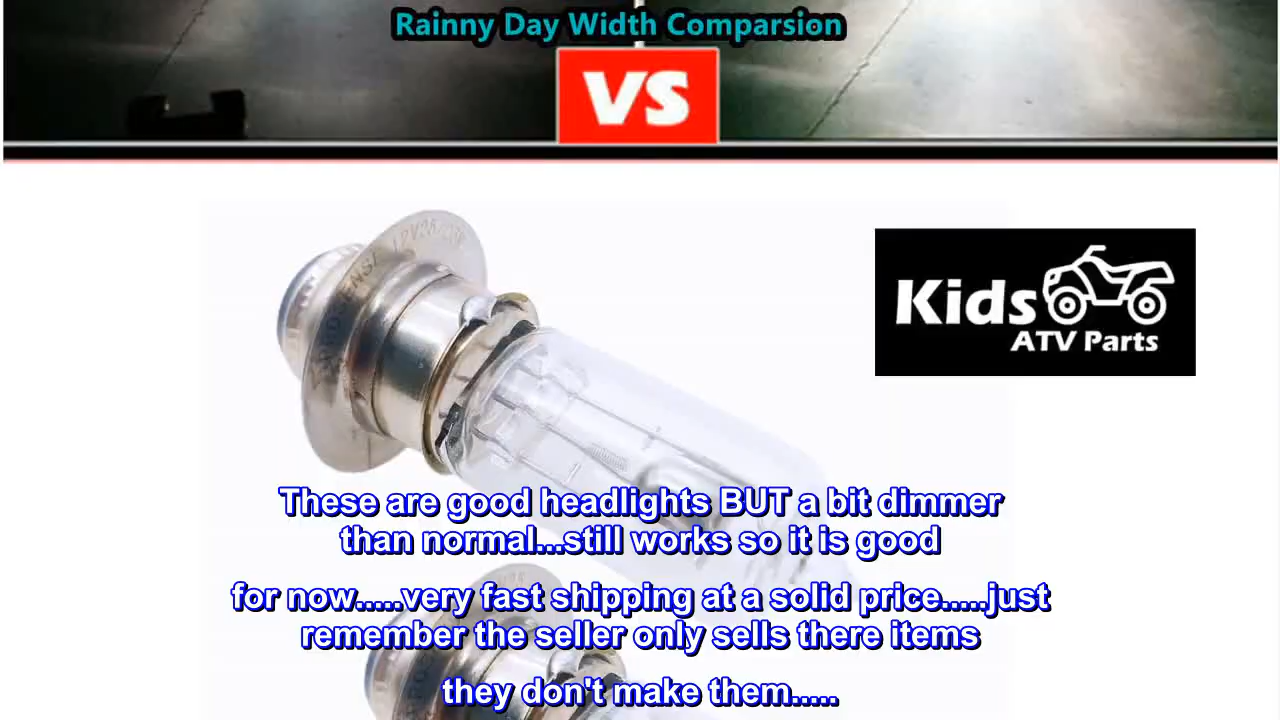 Rainny Day Width Comparsion
VS
Kids
ATV Parts
These are good headlights BUT a bit dimmer
than normal...still works so it is good
for now.....very fast shipping at a solid price.....just
remember the seller only sells there items
they don't make them.....